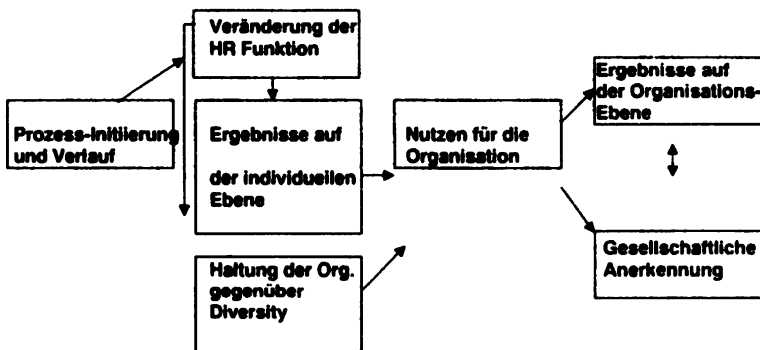 Veränderung der
HR Funktion
Prozess-Initiierung
und Verlauf
Ergebnisse auf
der individuellen
Ebene
Haltung der Org.
gegenüber
Diversity
Nutzen für die
Organisation
Ergebnisse auf
der Organisations-
Ebene
Gesellschaftliche
Anerkennung